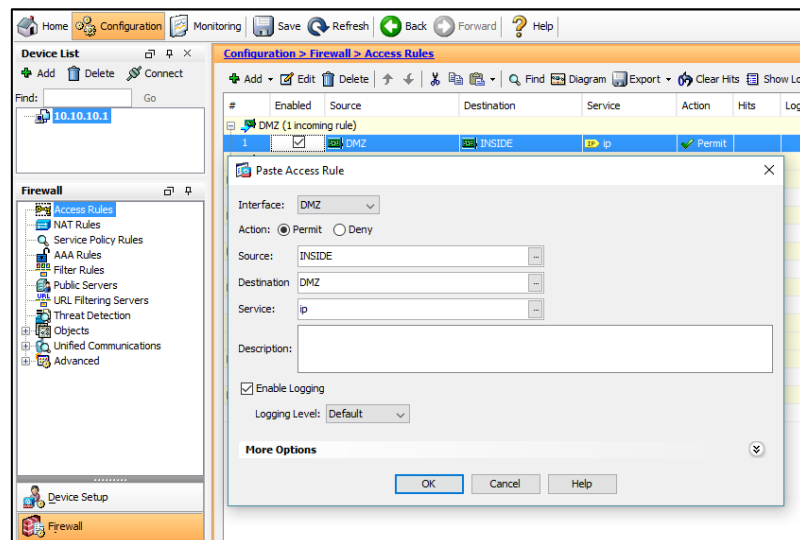 Home Configuration Monitoring Save Refresh Back Forward Help
Device List
Add Delete Connect
Find: Go
10.10.10.1
Firewall
Access Rules
NAT Rules
Service Policy Rules
AAA Rules
Filter Rules
Public Servers
URL Filtering Servers
Threat Detection
Objects
Unified Communications
Advanced
Device Setup
Firewall
Configuration > Firewall > Access Rules
Add Edit Delete Find Diagram Export Clear Hits Show Lo
# Enabled Source Destination Service Action Hits Log
DMZ (1 incoming rule)
1 DMZ INSIDE ip Permit
Paste Access Rule
Interface: DMZ
Action: Permit Deny
Source: INSIDE ...
Destination DMZ ...
Service: ip ...
Description:
Enable Logging
Logging Level: Default
More Options
OK Cancel Help